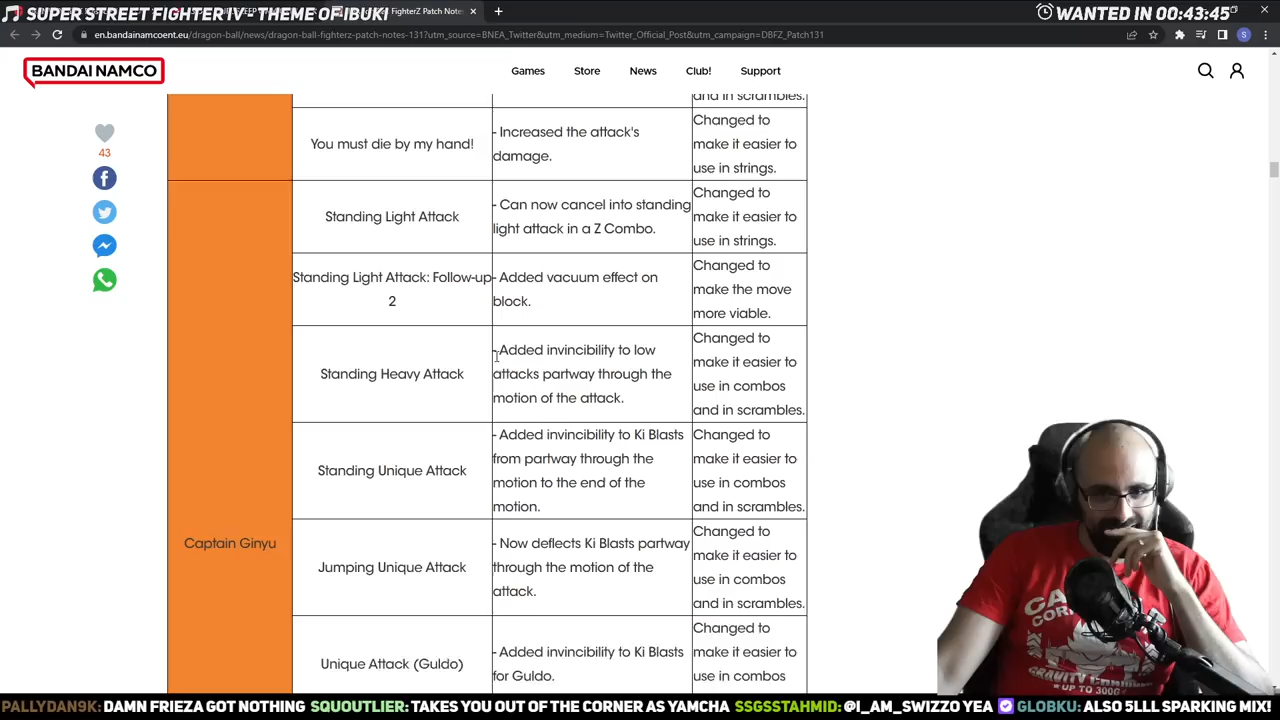 SUPER STREET FIGHTER IV - THEME OF IBUKI
FighterZ Patch Note
WANTED IN 00:43:45
en.bandainamcoent.eu/dragon-ball/news/dragon-ball-fighterz-patch-notes-131?utm_source=BNEA_Twitter&utm_medium=Twitter_Official_Post&utm_campaign=DBFZ_Patch131
S
BANDAI NAMCO
Games
Store
News
Club!
Support
43
and in scrambles.
You must die by my hand!
- Increased the attack's
damage.
Changed to
make it easier to
use in strings.
Captain Ginyu
Standing Light Attack
- Can now cancel into standing
light attack in a Z Combo.
Changed to
make it easier to
use in strings.
Standing Light Attack: Follow-up
2
- Added vacuum effect on
block.
Changed to
make the move
more viable.
Standing Heavy Attack
- Added invincibility to low
attacks partway through the
motion of the attack.
Changed to
make it easier to
use in combos
and in scrambles.
Standing Unique Attack
- Added invincibility to Ki Blasts
from partway through the
motion to the end of the
motion.
Changed to
make it easier to
use in combos
and in scrambles.
Jumping Unique Attack
- Now deflects Ki Blasts partway
through the motion of the
attack.
Changed to
make it easier to
use in combos
and in scrambles.
Unique Attack (Guldo)
- Added invincibility to Ki Blasts
for Guldo.
Changed to
make it easier to
use in combos
GRAVITY CHAMBER
UP TO 300G
PALLYDAN9K: DAMN FRIEZA GOT NOTHING SQUOUTLIER: TAKES YOU OUT OF THE CORNER AS YAMCHA SSGSSTAHMID: @I_AM_SWIZZO YEA GLOBKU: ALSO 5LLL SPARKING MIX!